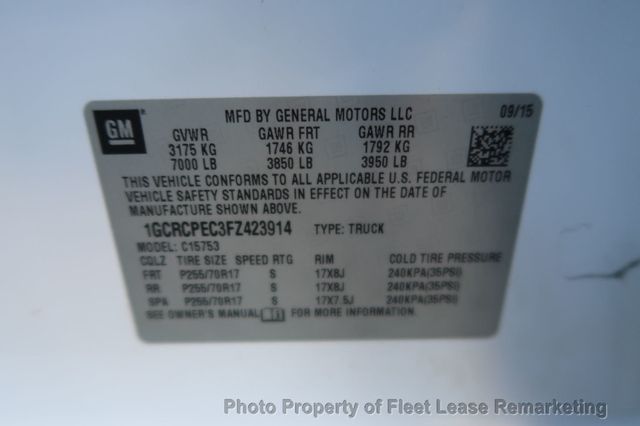 GM
MFD BY GENERAL MOTORS LLC 09/15
GVWR GAWR FRT GAWR RR
3175 KG 1746 KG 1792 KG
7000 LB 3850 LB 3950 LB
THIS VEHICLE CONFORMS TO ALL APPLICABLE U.S. FEDERAL MOTOR
VEHICLE SAFETY STANDARDS IN EFFECT ON THE DATE OF
MANUFACTURE SHOWN ABOVE.
1GCRCPEC3FZ423914 TYPE: TRUCK
MODEL: C15753
CQLZ TIRE SIZE SPEED RTG RIM COLD TIRE PRESSURE
FRT P255/70R17 S 17X8J 240KPA(35PSI)
RR P255/70R17 S 17X8J 240KPA(35PSI)
SPA P255/70R17 S 17X7.5J 240KPA(35PSI)
SEE OWNER'S MANUAL FOR MORE INFORMATION.
Photo Property of Fleet Lease Remarketing